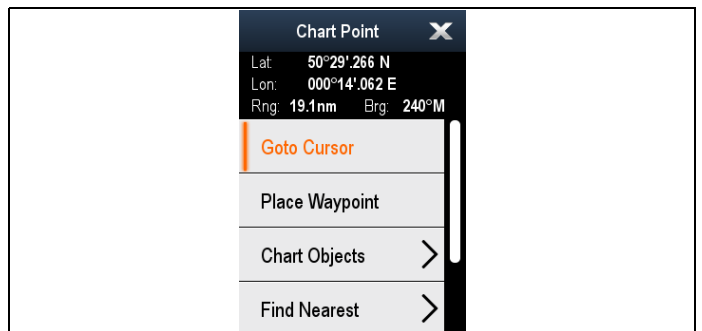 Chart Point X
Lat: 50°29'.266 N
Lon: 000°14'.062 E
Rng: 19.1nm Brg: 240°M
Goto Cursor
Place Waypoint
Chart Objects
Find Nearest